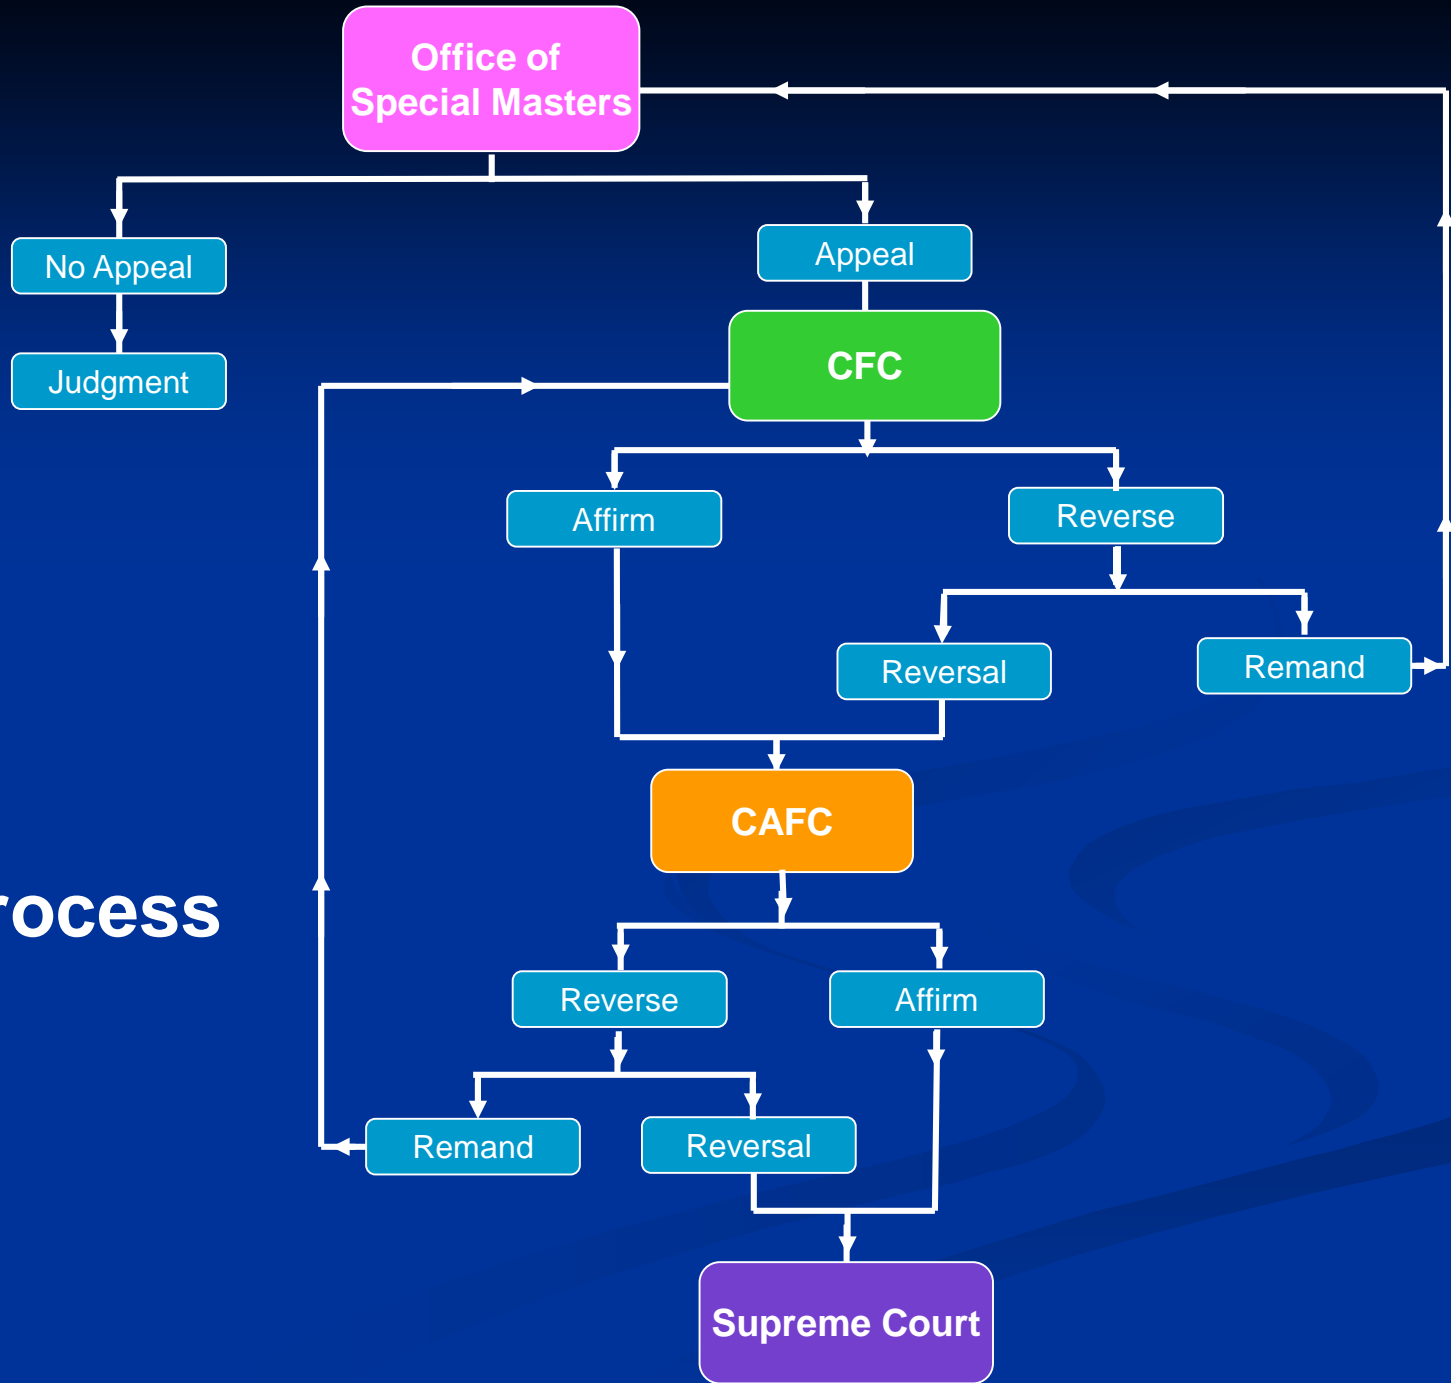 Office of
Special Masters
No Appeal
Appeal
Judgment
CFC
Affirm
Reverse
Reversal
Remand
CAFC
rocess
Reverse
Affirm
Remand
Reversal
Supreme Court